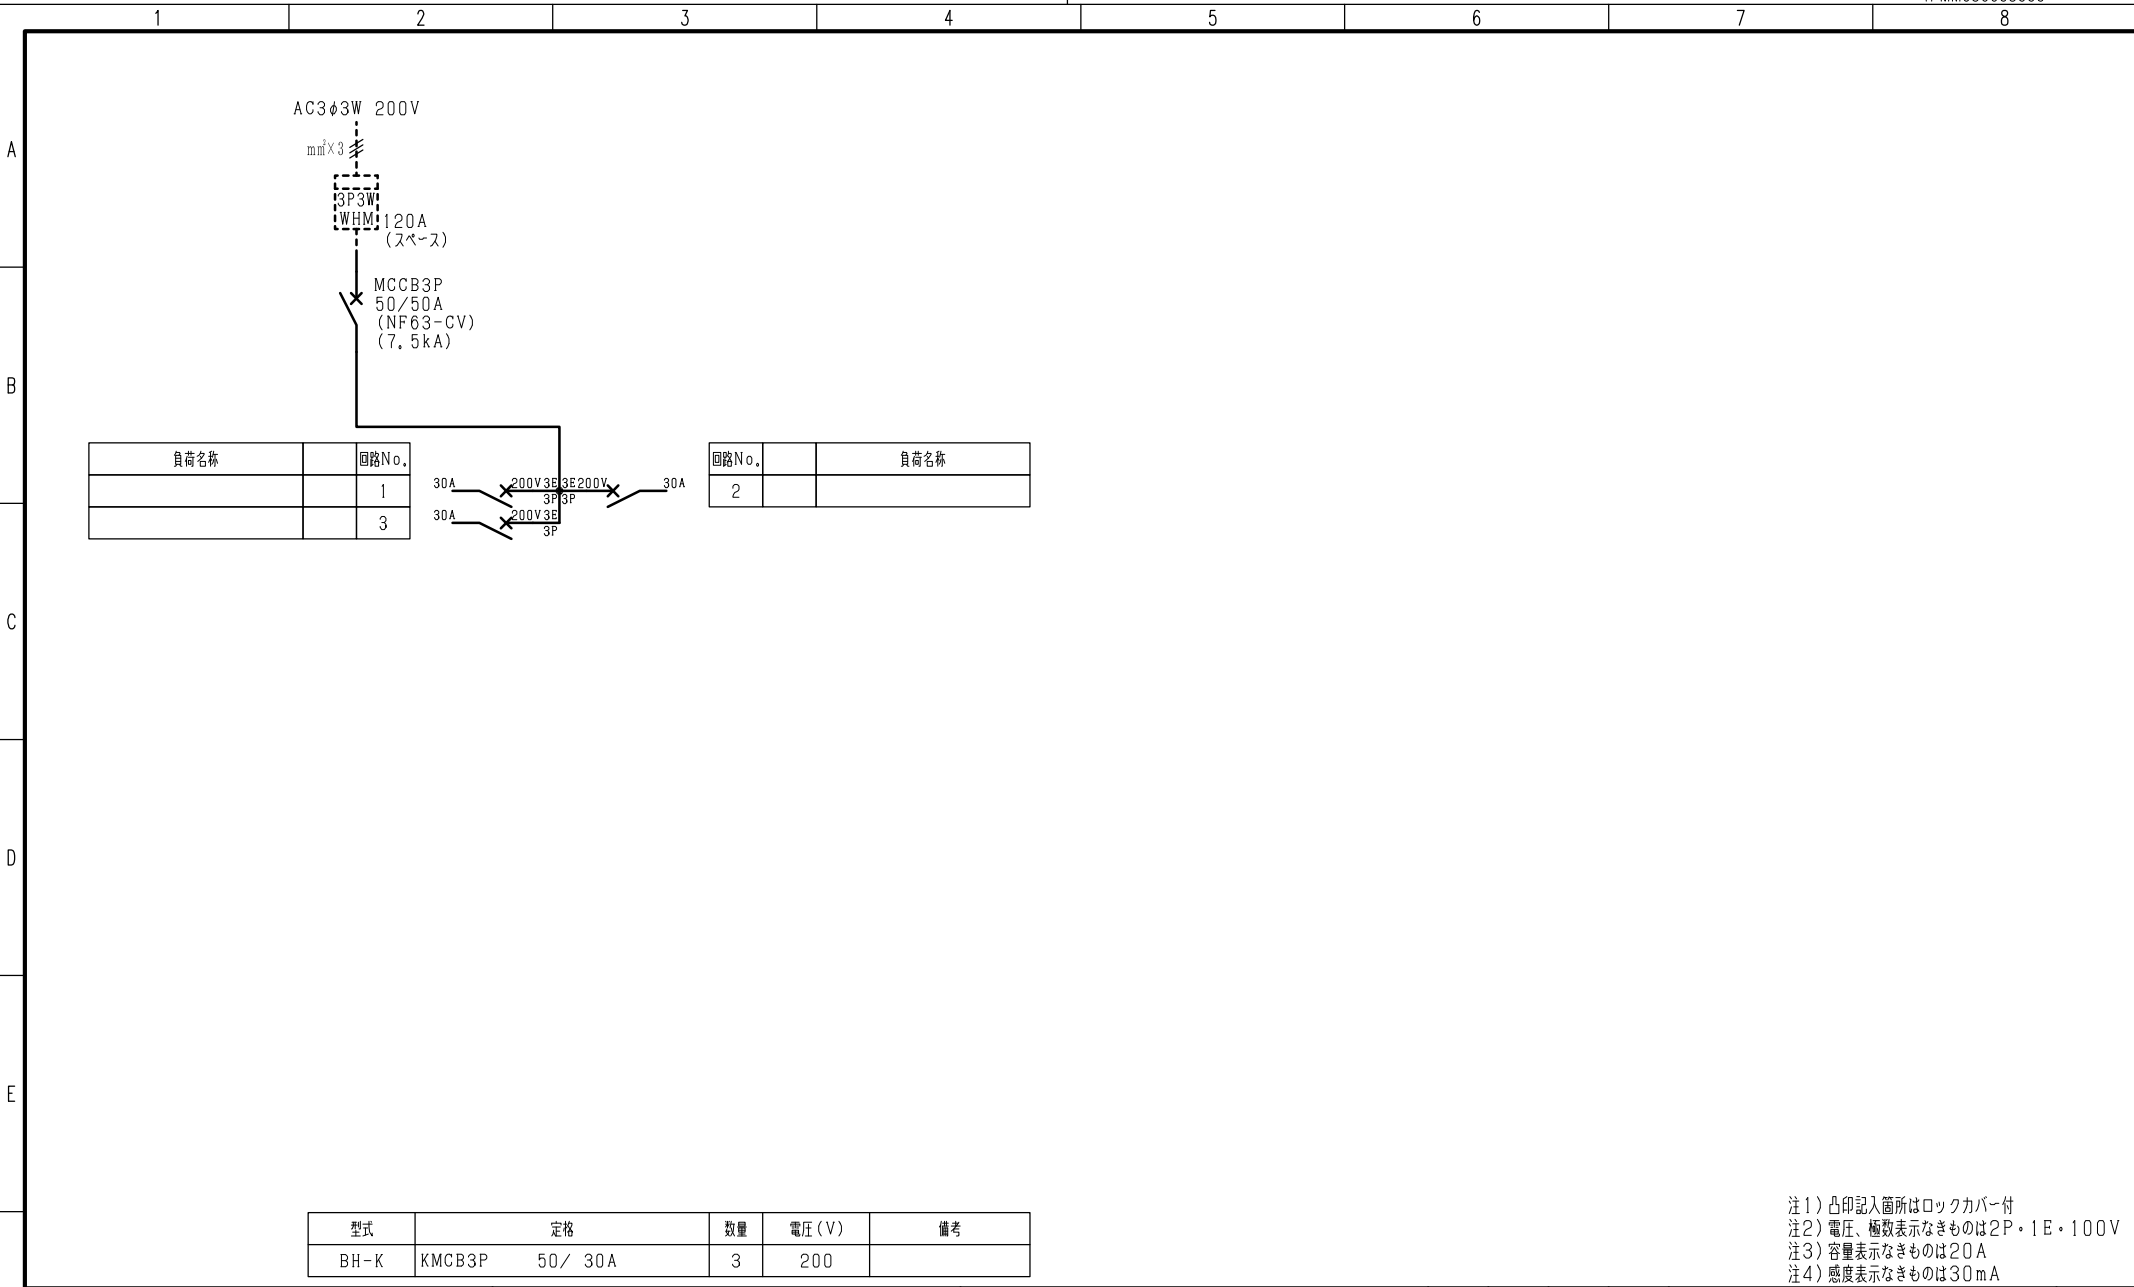 1 2 3 4 5 6 7 8
A
B
C
D
E
AC3φ3W 200V
mm²×3
3P3W
WHM
120A
(スペース)
MCCB3P
50/50A
(NF63-CV)
(7.5kA)
負荷名称 回路No.
1
3
30A 200V 3E 3E 200V 30A
3P 3P
30A 200V 3E
3P
回路No. 負荷名称
2
型式 定格 数量 電圧(V) 備考
BH-K KMCB3P 50/ 30A 3 200
注1)凸印記入箇所はロックカバー付
注2)電圧、極数表示なきものは2P・1E・100V
注3)容量表示なきものは20A
注4)感度表示なきものは30mA